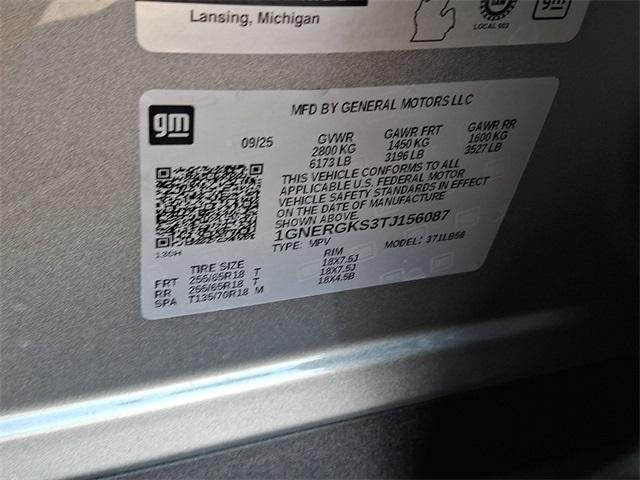 Lansing, Michigan
LOCAL 602
gm
gm
MFD BY GENERAL MOTORS LLC
09/25
GVWR GAWR FRT GAWR RR
2800 KG 1450 KG 1600 KG
6173 LB 3196 LB 3527 LB
THIS VEHICLE CONFORMS TO ALL
APPLICABLE U.S. FEDERAL MOTOR
VEHICLE SAFETY STANDARDS IN EFFECT
ON THE DATE OF MANUFACTURE
SHOWN ABOVE.
1GNERGKS3TJ156087
TYPE: MPV MODEL: 371LB56
TIRE SIZE RIM
FRT 255/65R18 T 18X7.5J
RR 255/65R18 T 18X7.5J
SPA T135/70R18 M 18X4.5B